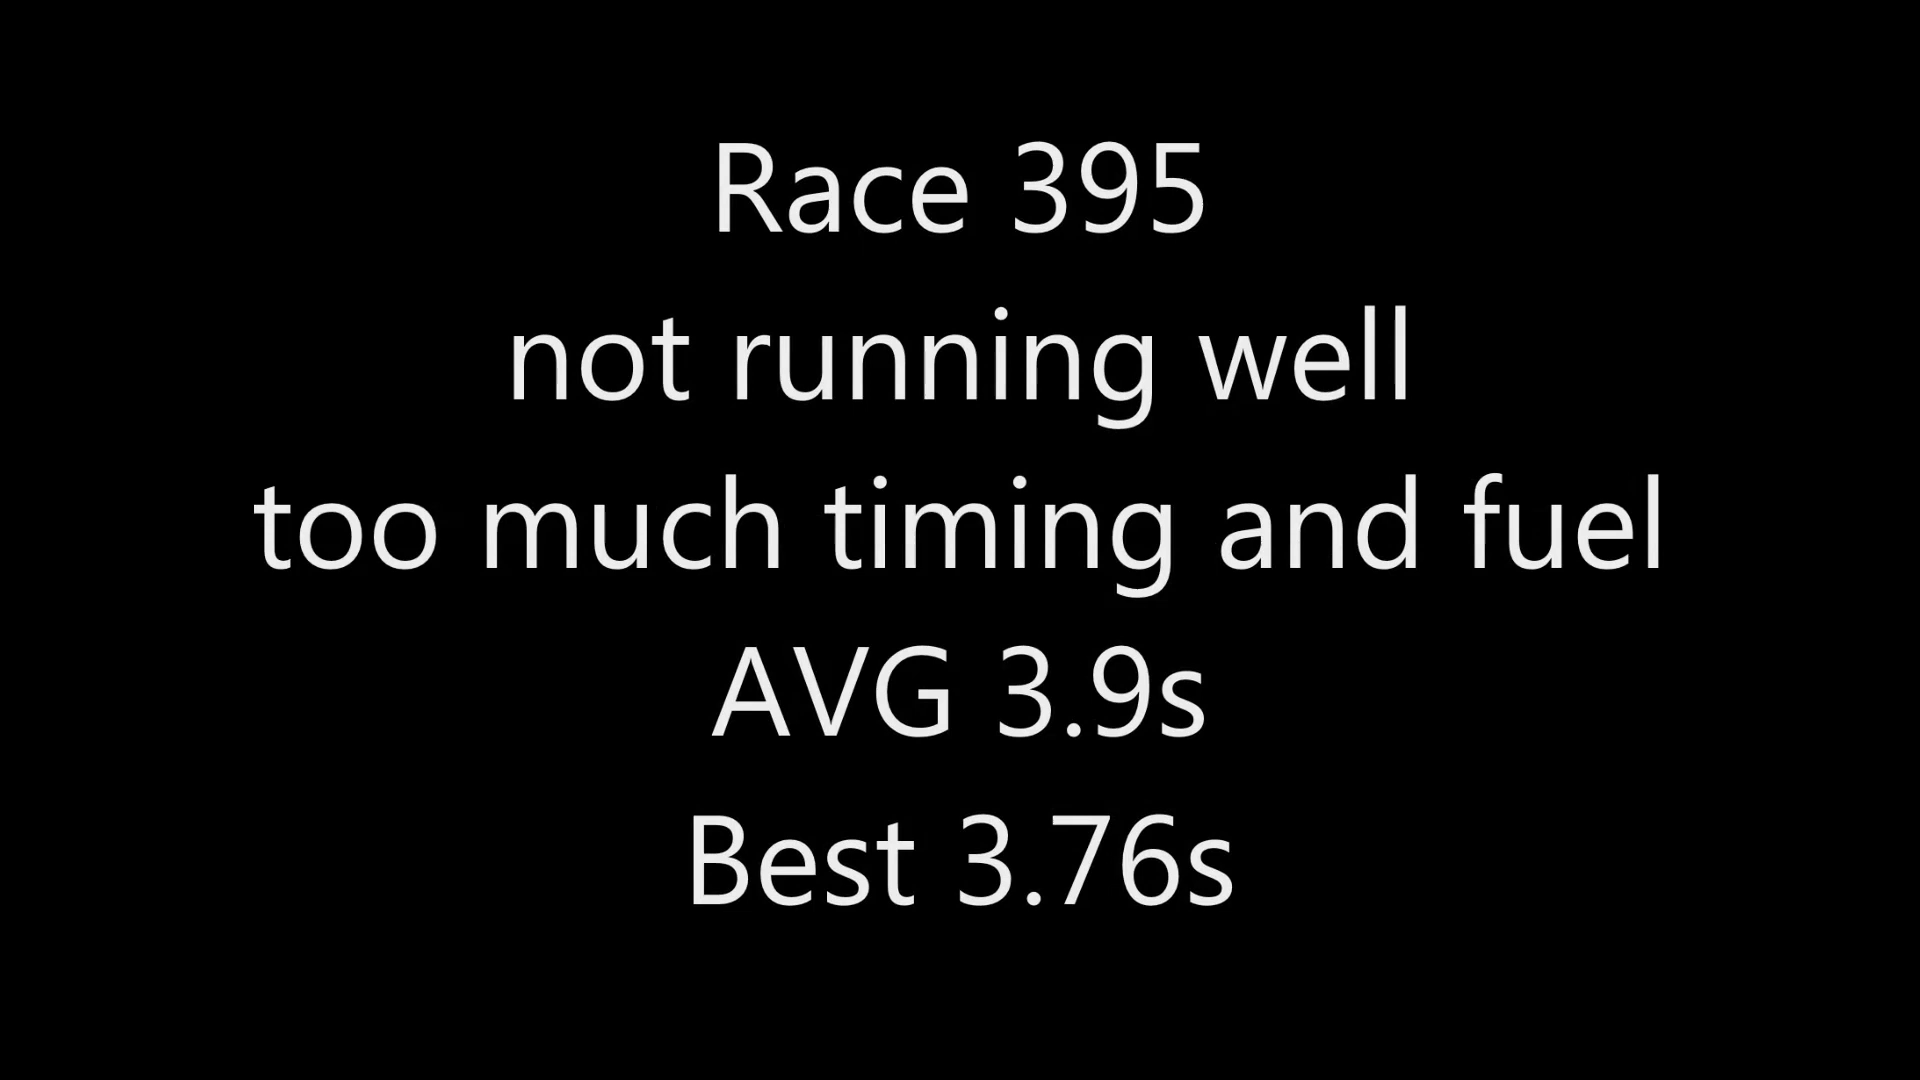 Race 395
not running well
too much timing and fuel
AVG 3.9s
Best 3.76s